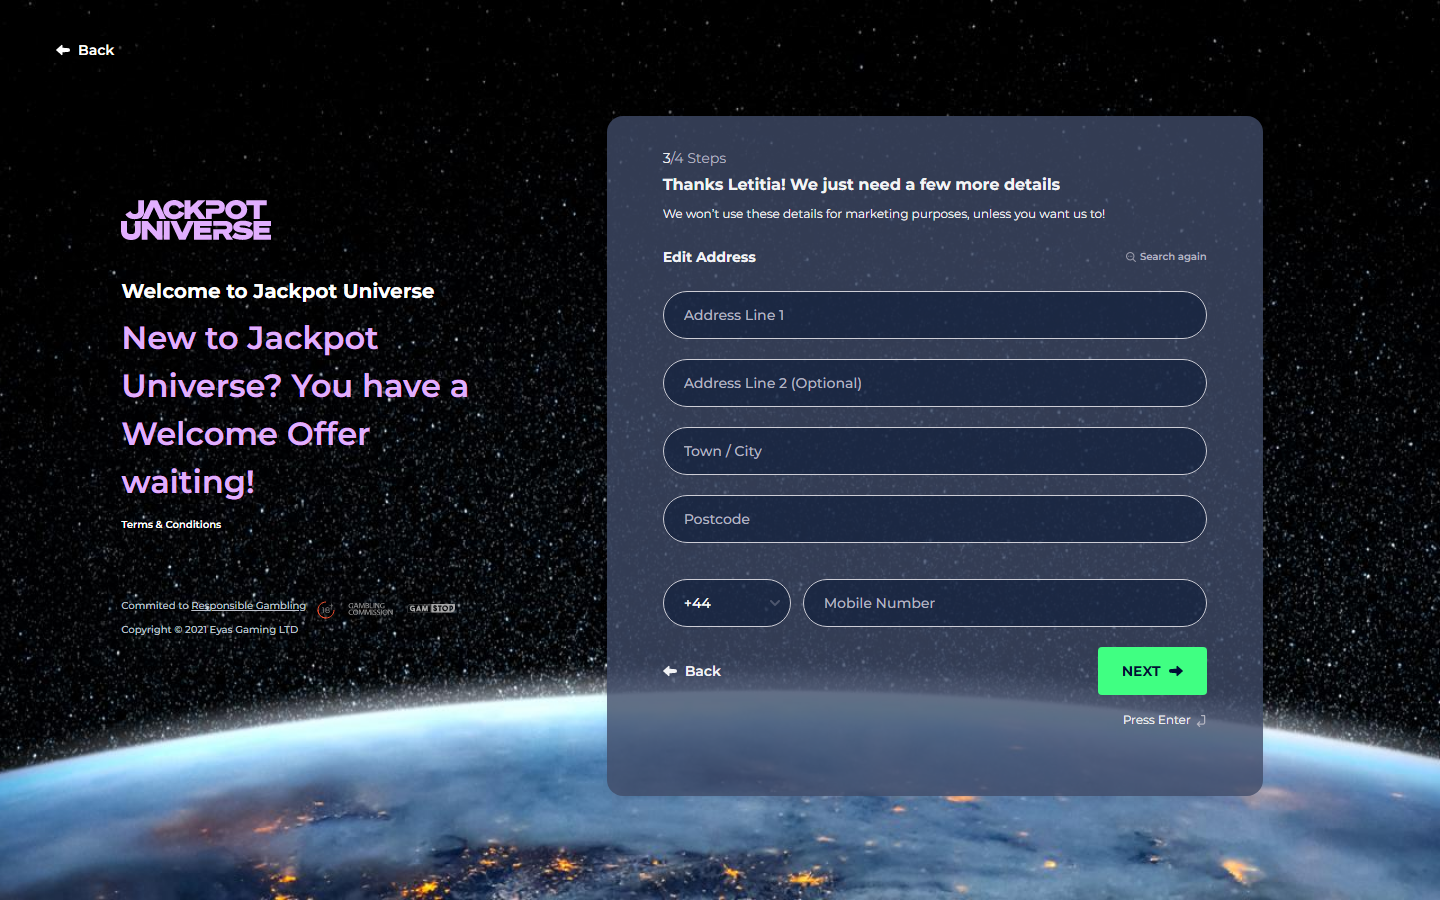 Back
JACKPOT
UNIVERSE
Welcome to Jackpot Universe
New to Jackpot
Universe? You have a
Welcome Offer
waiting!
Terms & Conditions
Commited to Responsible Gambling
18+
GAMBLING
COMMISSION
GAMSTOP
Copyright © 2021 Eyas Gaming LTD
3/4 Steps
Thanks Letitia! We just need a few more details
We won't use these details for marketing purposes, unless you want us to!
Edit Address
Search again
Address Line 1
Address Line 2 (Optional)
Town / City
Postcode
+44
Mobile Number
Back
NEXT
Press Enter